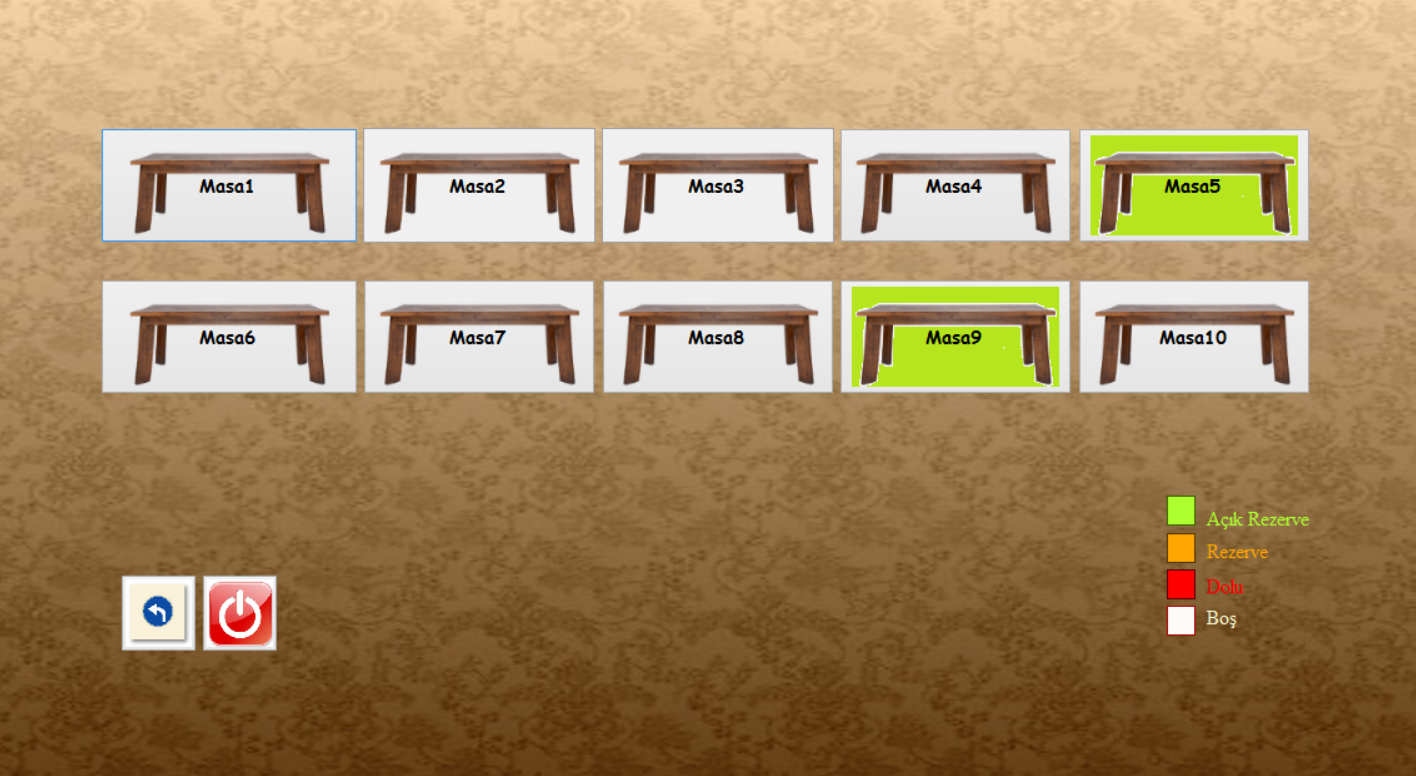 Masa1 Masa2 Masa3 Masa4 Masa5
Masa6 Masa7 Masa8 Masa9 Masa10
Açık Rezerve
Rezerve
Dolu
Boş